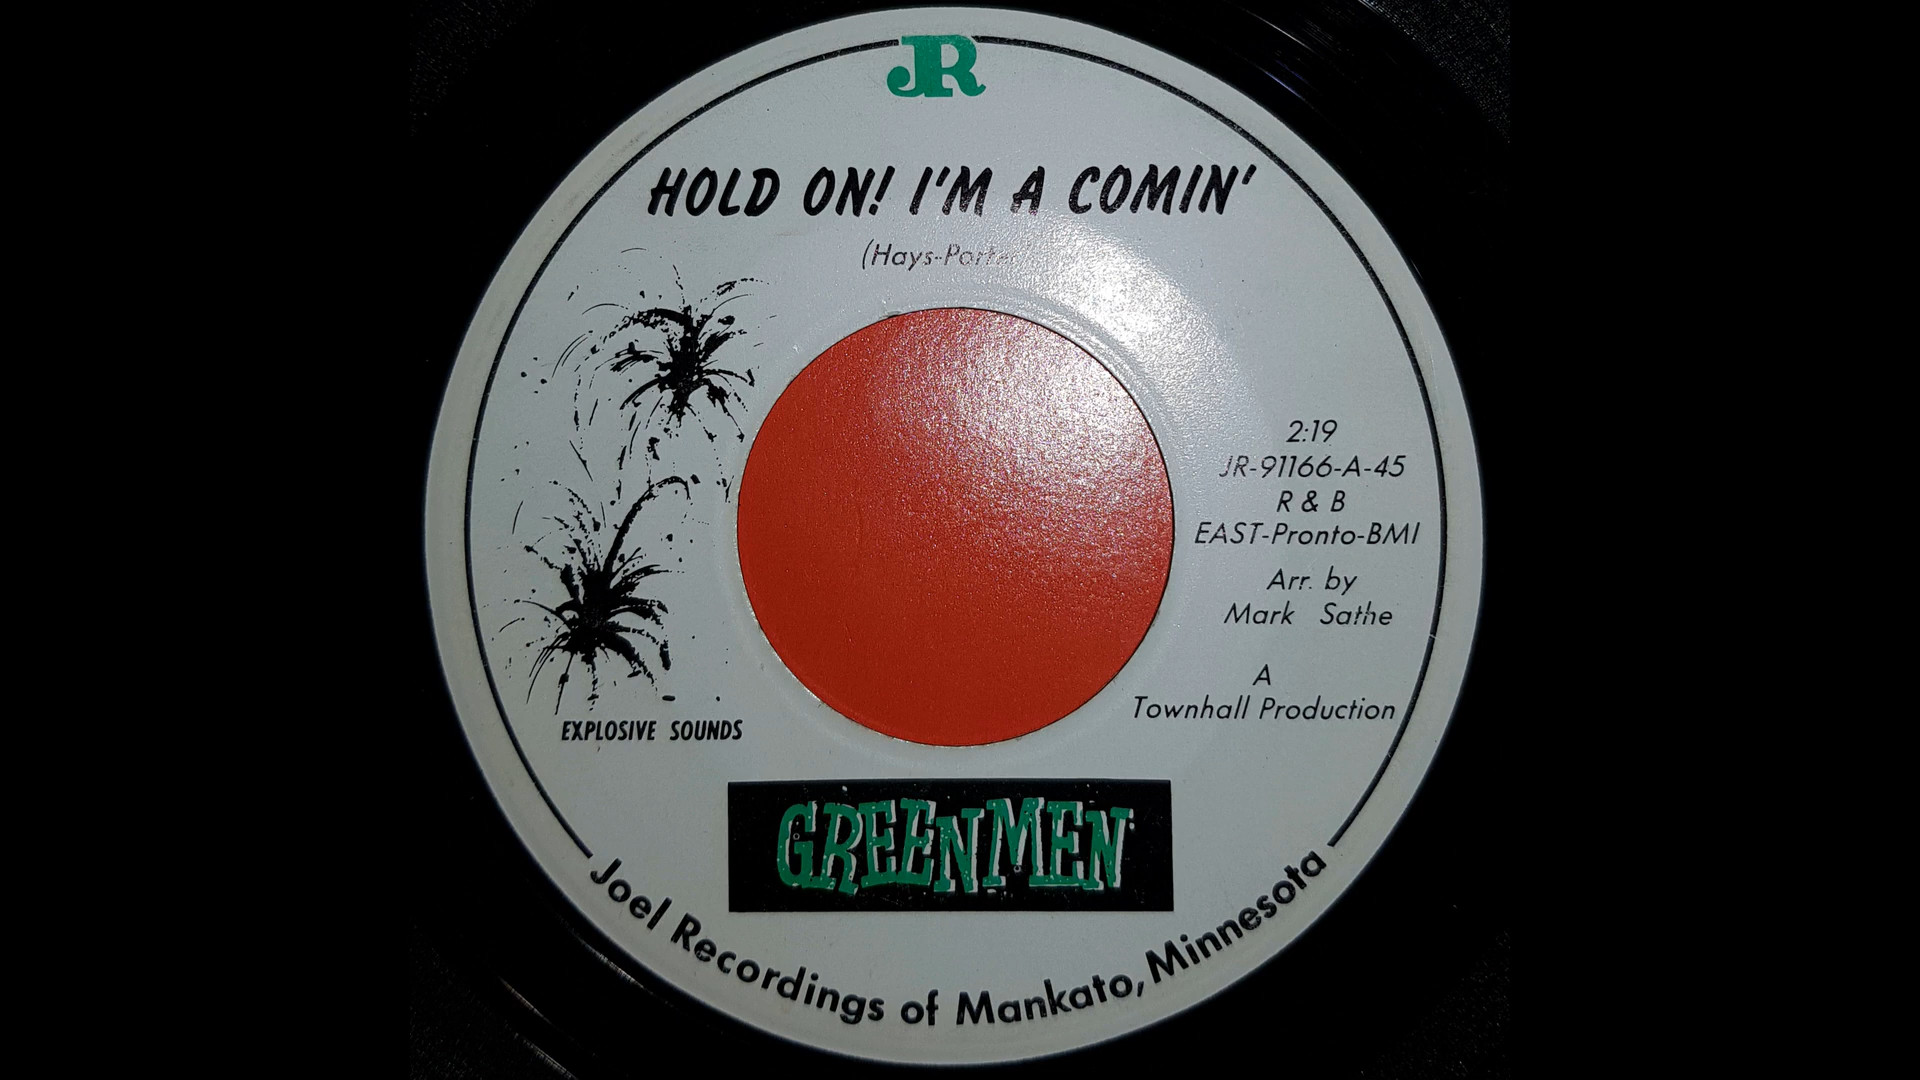 JR
HOLD ON! I'M A COMIN'
(Hays-Porter
2:19
JR-91166-A-45
R & B
EAST-Pronto-BMI
Arr. by
Mark Sathe
A
Townhall Production
EXPLOSIVE SOUNDS
GREENMEN
Joel Recordings of Mankato, Minnesota